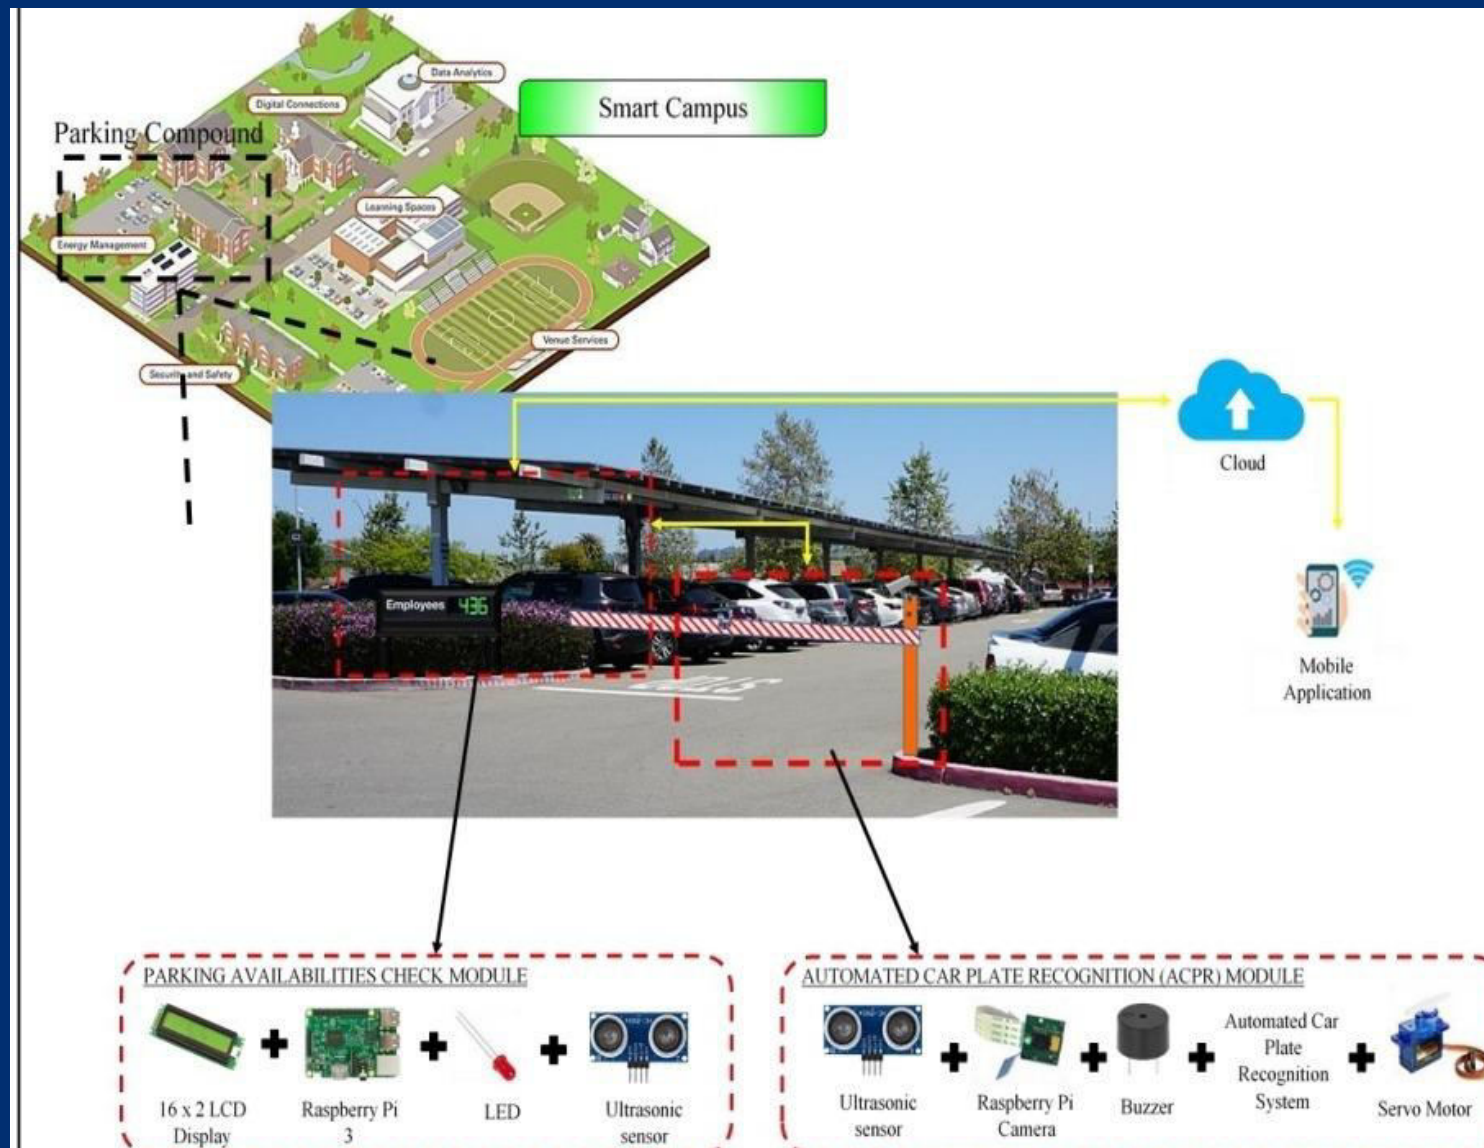 Smart Campus
Data Analytics
Digital Connections
Parking Compound
Learning Spaces
Energy Management
Venue Services
Security and Safety
Cloud
Employees 436
STOP
Mobile
Application
PARKING AVAILABILITIES CHECK MODULE
16 x 2 LCD
Display
Raspberry Pi
3
LED
Ultrasonic
sensor
AUTOMATED CAR PLATE RECOGNITION (ACPR) MODULE
Ultrasonic
sensor
Raspberry Pi
Camera
Buzzer
Automated Car
Plate
Recognition
System
Servo Motor